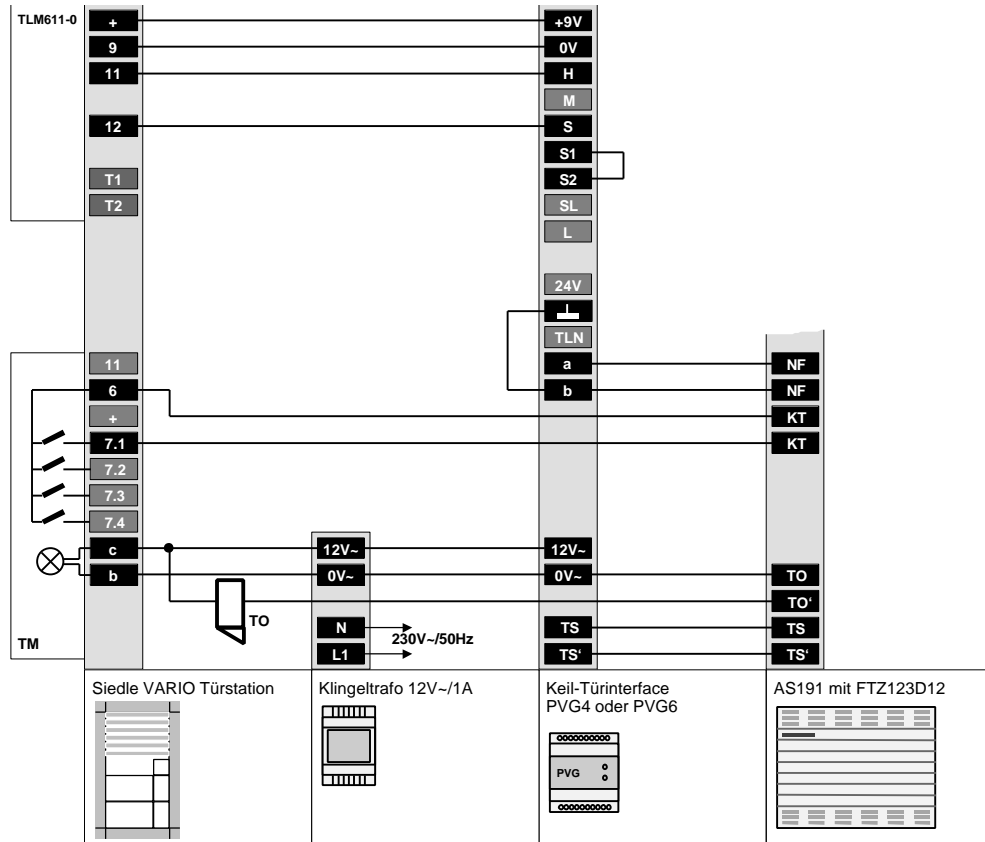 TLM611-0 + +9V
9 0V
11 H
M
12 S
S1
T1 S2
T2 SL
L
24V
TLN
11 a NF
6 b NF
+ KT
7.1 KT
7.2
7.3
7.4
c 12V~ 12V~
b 0V~ 0V~ TO
TO TO‘
N 230V~/50Hz TS TS
TM L1 TS‘ TS‘
Siedle VARIO Türstation
Klingeltrafo 12V~/1A
Keil-Türinterface
PVG4 oder PVG6
AS191 mit FTZ123D12
PVG